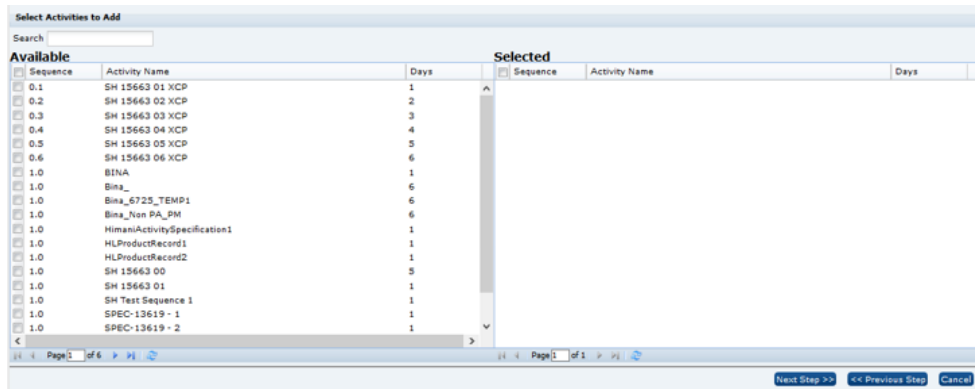 Select Activities to Add
Search
Available
Selected
Sequence Activity Name Days
Sequence Activity Name Days
0.1 SH 15663 01 XCP 1
0.2 SH 15663 02 XCP 2
0.3 SH 15663 03 XCP 3
0.4 SH 15663 04 XCP 4
0.5 SH 15663 05 XCP 5
0.6 SH 15663 06 XCP 6
1.0 BINA 1
1.0 Bina_ 6
1.0 Bina_6725_TEMP1 6
1.0 Bina_Non PA_PM 6
1.0 HimaniActivitySpecification1 1
1.0 HLProductRecord1 1
1.0 HLProductRecord2 1
1.0 SH 15663 00 5
1.0 SH 15663 01 1
1.0 SH Test Sequence 1 1
1.0 SPEC-13619 - 1 1
1.0 SPEC-13619 - 2 1
Page 1 of 6
Page 1 of 1
Next Step >> << Previous Step Cancel